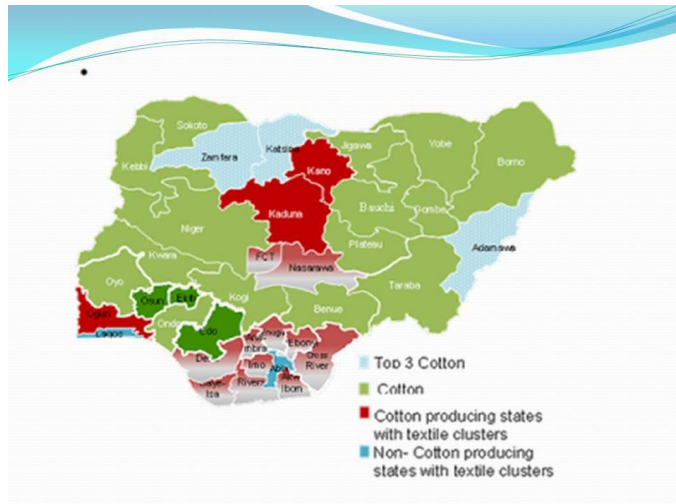 •
Sokoto
Katsina
Zamfara
Kebbi
Kano
Jigawa
Yobe
Borno
Kaduna
Bauchi
Gombe
Niger
Adamawa
Plateau
FCT
Nasarawa
Kwara
Taraba
Oyo
Osun
Ekiti
Kogi
Benue
Ogun
Ondo
Edo
Lagos
Ebonyi
Cross
River
Imo
Abia
Rivers
Ibom
Top 3 Cotton
Cotton
Cotton producing states
with textile clusters
Non- Cotton producing
states with textile clusters